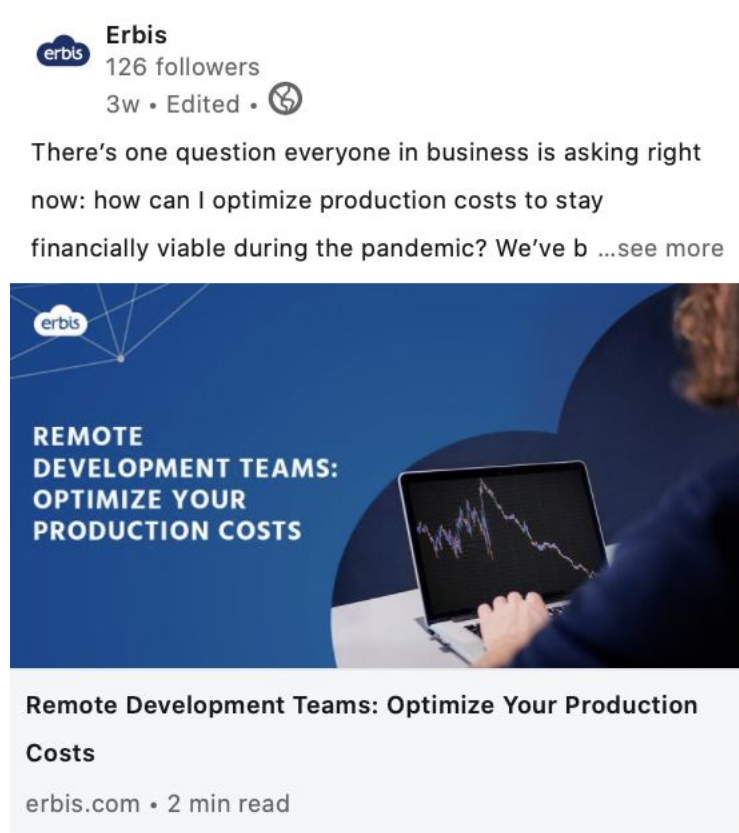 erbis
Erbis
126 followers
3w • Edited •
There’s one question everyone in business is asking right
now: how can I optimize production costs to stay
financially viable during the pandemic? We’ve b ...see more
erbis
REMOTE
DEVELOPMENT TEAMS:
OPTIMIZE YOUR
PRODUCTION COSTS
Remote Development Teams: Optimize Your Production
Costs
erbis.com • 2 min read